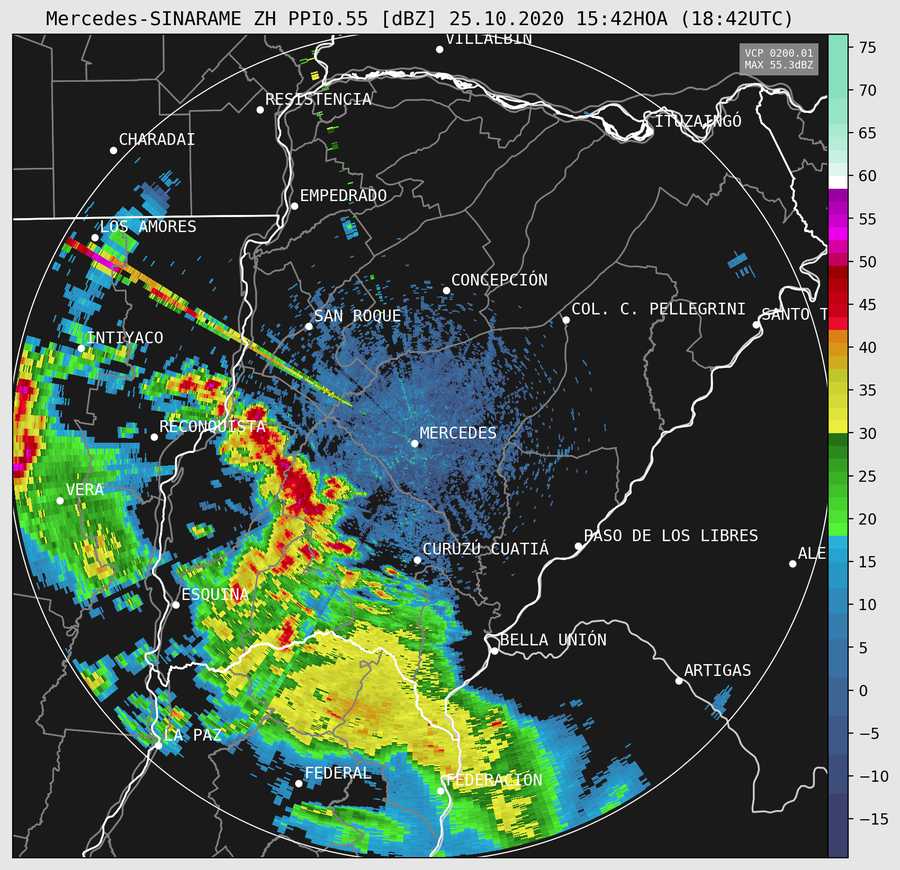 Mercedes-SINARAME ZH PPI0.55 [dBZ] 25.10.2020 15:42HOA (18:42UTC)
VILLALBIN
VCP 0200.01
MAX 55.3dBZ
RESISTENCIA
ITUZAINGÓ
CHARADAI
EMPEDRADO
LOS AMORES
CONCEPCIÓN
COL. C. PELLEGRINI
SANTO T
SAN ROQUE
INTIYACO
RECONQUISTA
MERCEDES
VERA
PASO DE LOS LIBRES
CURUZÚ CUATIÁ
ALE
ESQUINA
BELLA UNIÓN
ARTIGAS
LA PAZ
FEDERAL
FEDERACIÓN
75
70
65
60
55
50
45
40
35
30
25
20
15
10
5
0
−5
−10
−15